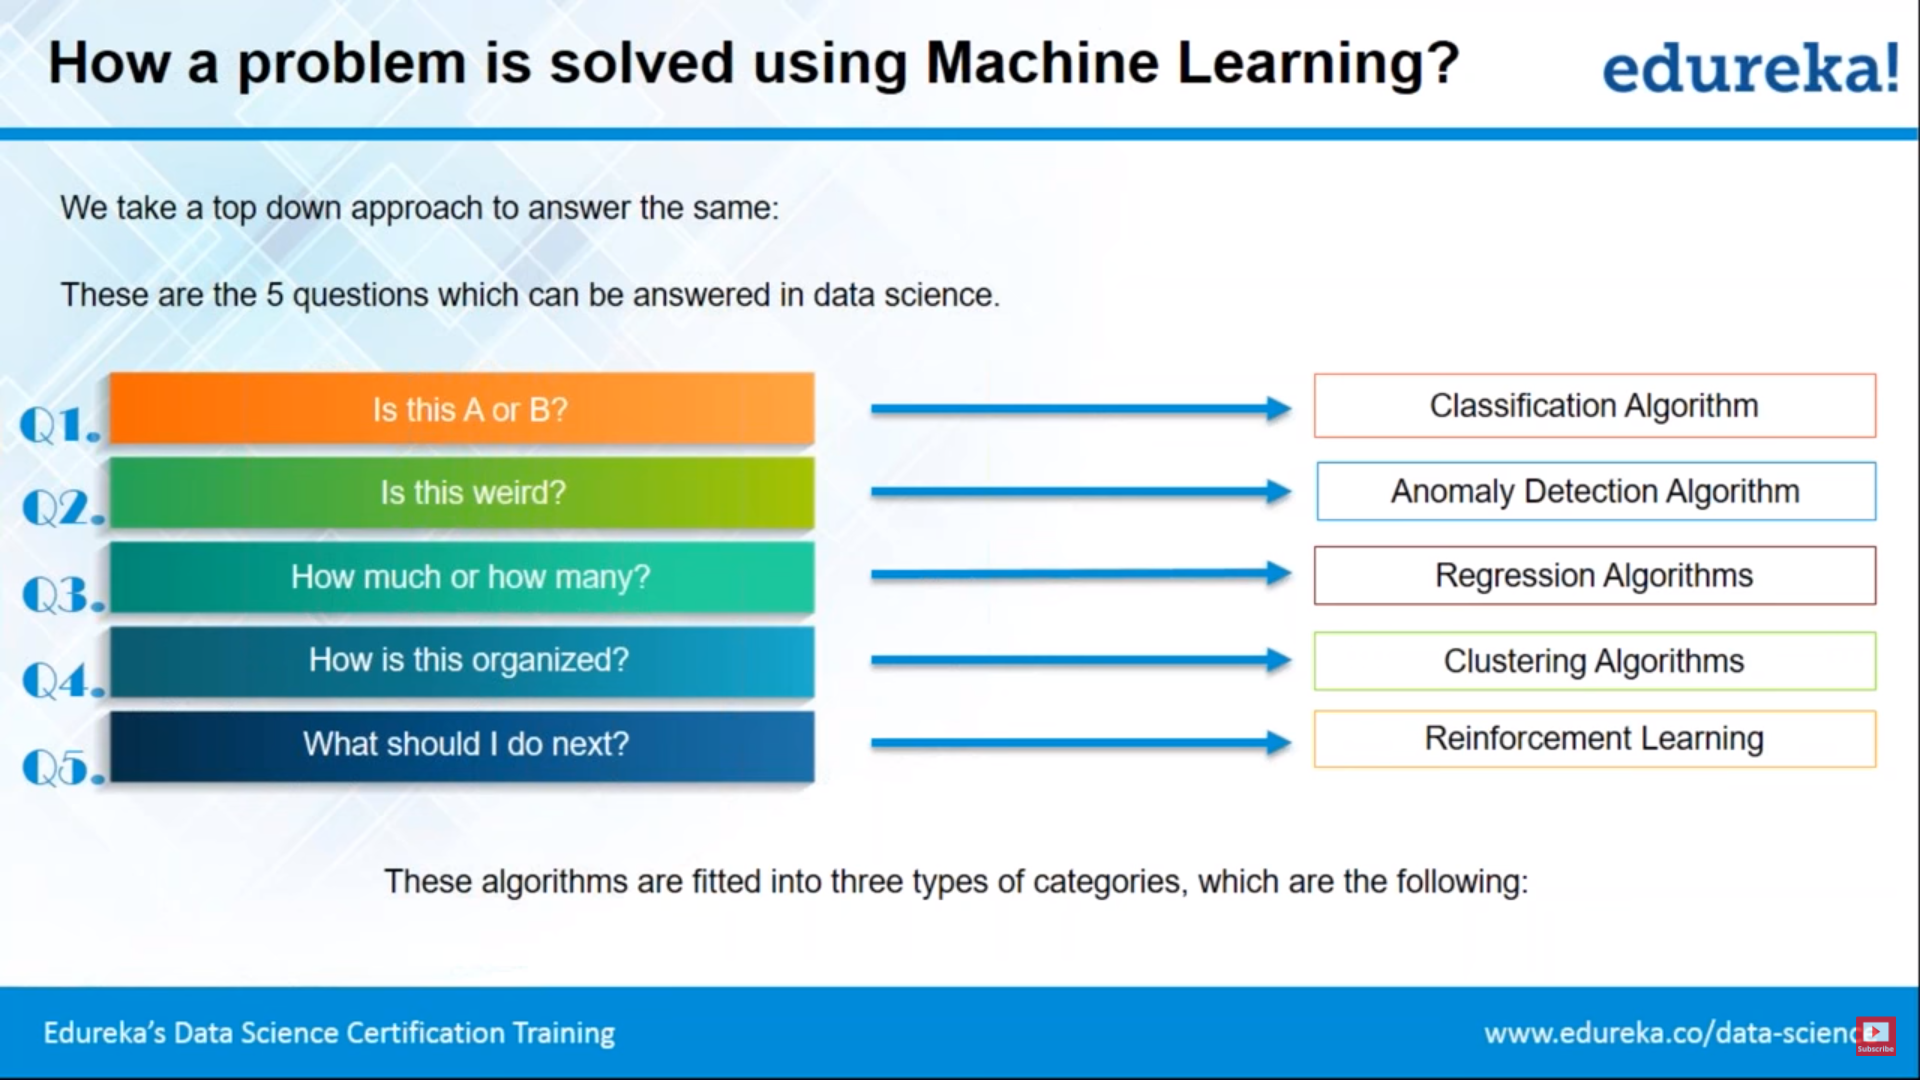 How a problem is solved using Machine Learning?
edureka!
We take a top down approach to answer the same:
These are the 5 questions which can be answered in data science.
Q1. Is this A or B? Classification Algorithm
Q2. Is this weird? Anomaly Detection Algorithm
Q3. How much or how many? Regression Algorithms
Q4. How is this organized? Clustering Algorithms
Q5. What should I do next? Reinforcement Learning
These algorithms are fitted into three types of categories, which are the following:
Edureka’s Data Science Certification Training
www.edureka.co/data-science
Subscribe